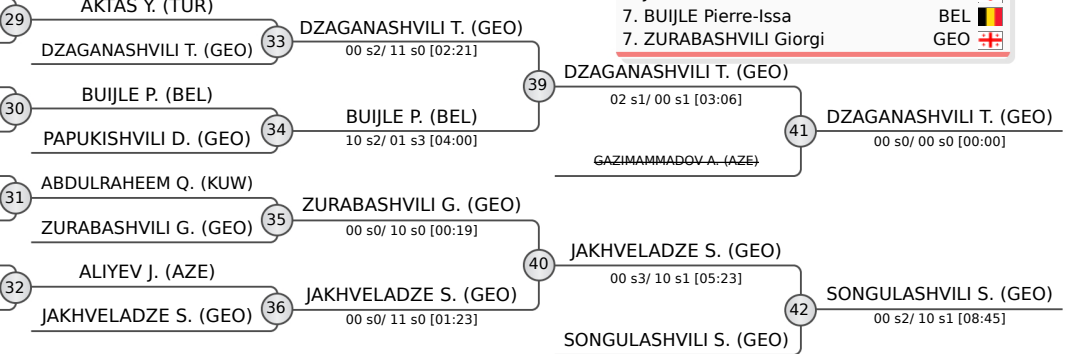 AKTAS Y. (TUR)
29
DZAGANASHVILI T. (GEO)
33
DZAGANASHVILI T. (GEO)
00 s2/ 11 s0 [02:21]
7. BUIJLE Pierre-Issa BEL
7. ZURABASHVILI Giorgi GEO
39
DZAGANASHVILI T. (GEO)
02 s1/ 00 s1 [03:06]
30
BUIJLE P. (BEL)
PAPUKISHVILI D. (GEO)
34
BUIJLE P. (BEL)
10 s2/ 01 s3 [04:00]
41
DZAGANASHVILI T. (GEO)
00 s0/ 00 s0 [00:00]
GAZIMAMMADOV A. (AZE)
31
ABDULRAHEEM Q. (KUW)
ZURABASHVILI G. (GEO)
35
ZURABASHVILI G. (GEO)
00 s0/ 10 s0 [00:19]
40
JAKHVELADZE S. (GEO)
00 s3/ 10 s1 [05:23]
32
ALIYEV J. (AZE)
JAKHVELADZE S. (GEO)
36
JAKHVELADZE S. (GEO)
00 s0/ 11 s0 [01:23]
42
SONGULASHVILI S. (GEO)
00 s2/ 10 s1 [08:45]
SONGULASHVILI S. (GEO)